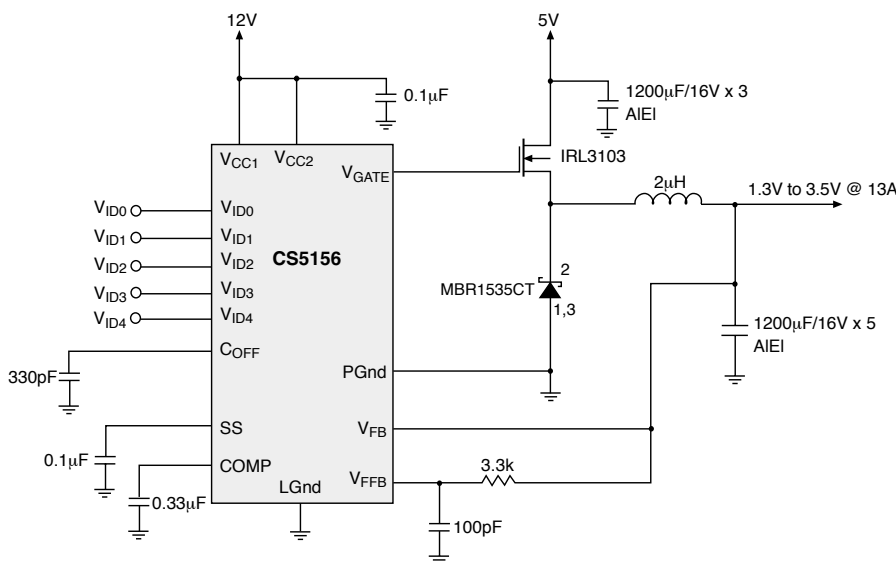 12V
5V
0.1μF
1200μF/16V x 3
AlEl
VCC1
VCC2
VGATE
IRL3103
2μH
1.3V to 3.5V @ 13A
VID0
VID0
VID1
VID1
CS5156
VID2
VID2
VID3
VID3
VID4
VID4
MBR1535CT
2
1,3
1200μF/16V x 5
AlEl
COFF
330pF
PGnd
SS
VFB
0.1μF
COMP
3.3k
VFFB
0.33μF
LGnd
100pF